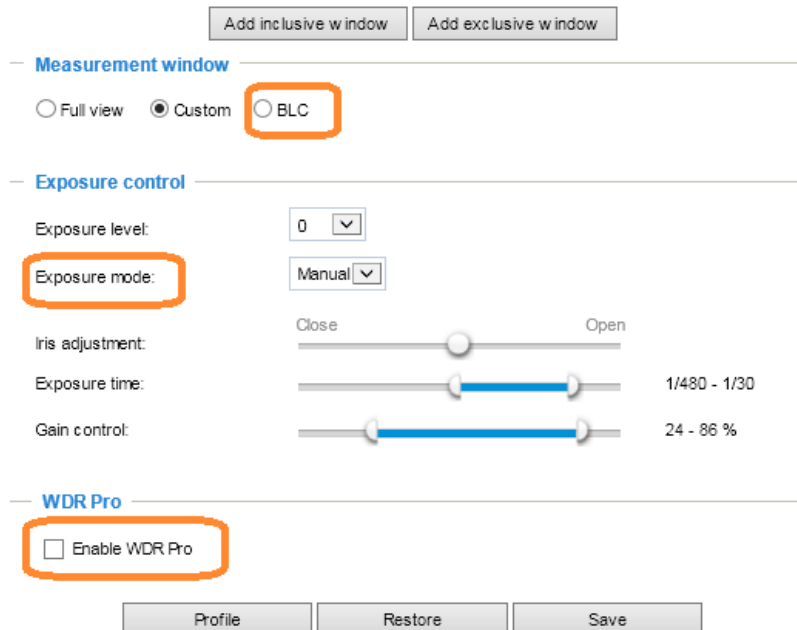 Add inclusive window Add exclusive window
Measurement window
Full view Custom BLC
Exposure control
Exposure level: 0
Exposure mode: Manual
Close Open
Iris adjustment:
Exposure time: 1/480 - 1/30
Gain control: 24 - 86 %
WDR Pro
Enable WDR Pro
Profile Restore Save